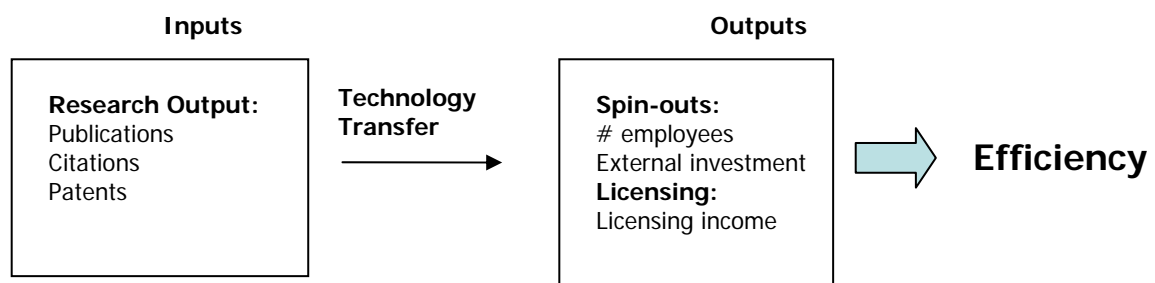 Inputs
Outputs
Research Output:
Publications
Citations
Patents
Technology
Transfer
Spin-outs:
# employees
External investment
Licensing:
Licensing income
Efficiency